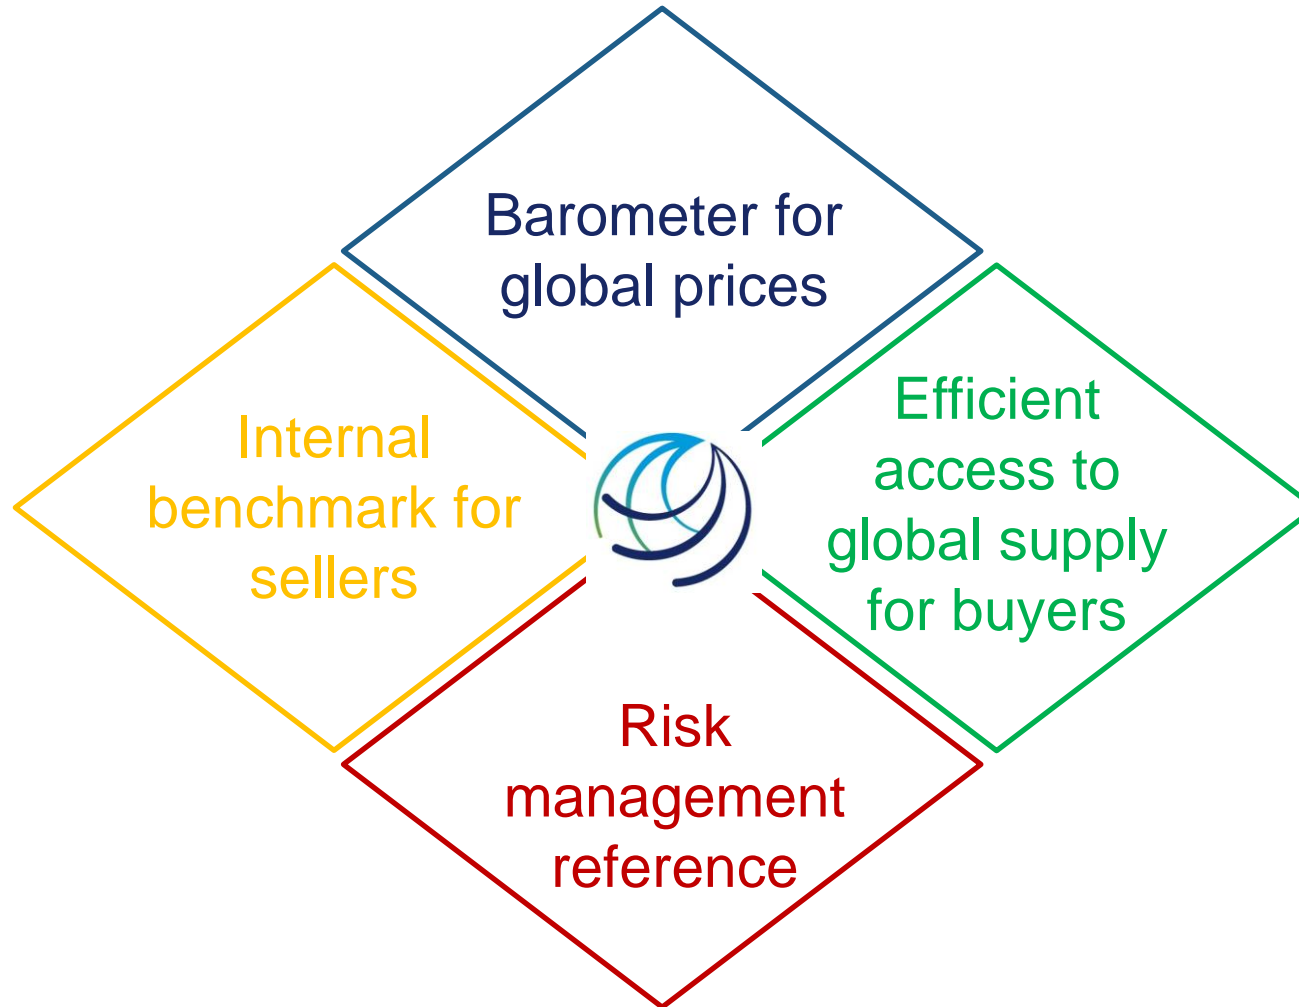 Barometer for
global prices
Internal
benchmark for
sellers
Efficient
access to
global supply
for buyers
Risk
management
reference